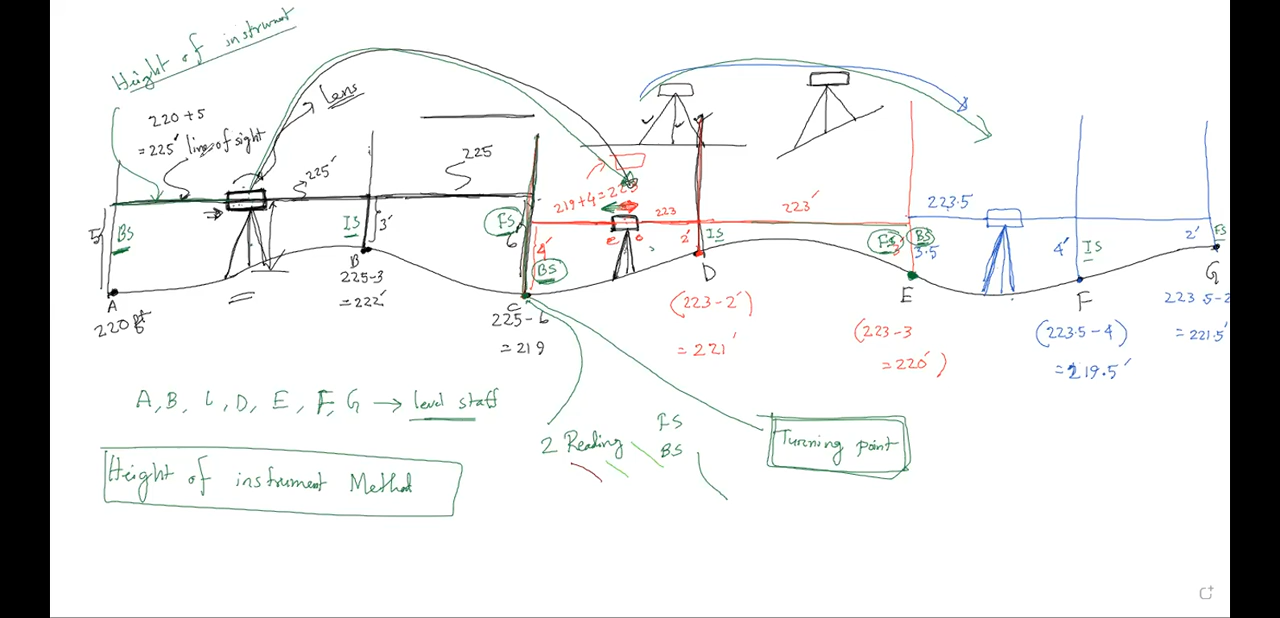 Height of instrument
Lens
220 + 5
= 225' line of sight
225'
225
5'
BS
IS
3'
FS
6'
4'
BS
219+4=223
223
2'
IS
223'
FS
3'
BS
3.5
223.5
4'
IS
2'
FS
A
B
C
D
E
F
G
220 ft
225-3
= 222'
225-6
= 219
(223-2')
= 221'
(223-3
= 220')
(223.5-4)
= 219.5'
223.5-2
= 221.5'
A, B, C, D, E, F, G → level staff
2 Reading
FS
BS
Turning point
Height of instrument Method